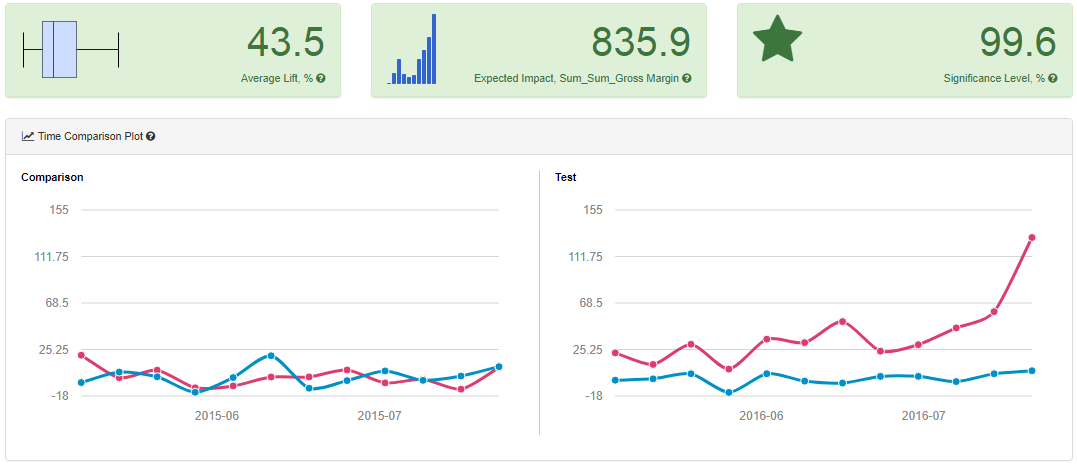 43.5
Average Lift, %
835.9
Expected Impact, Sum_Sum_Gross Margin
99.6
Significance Level, %
Time Comparison Plot
Comparison
155
111.75
68.5
25.25
-18
2015-06 2015-07
Test
155
111.75
68.5
25.25
-18
2016-06 2016-07